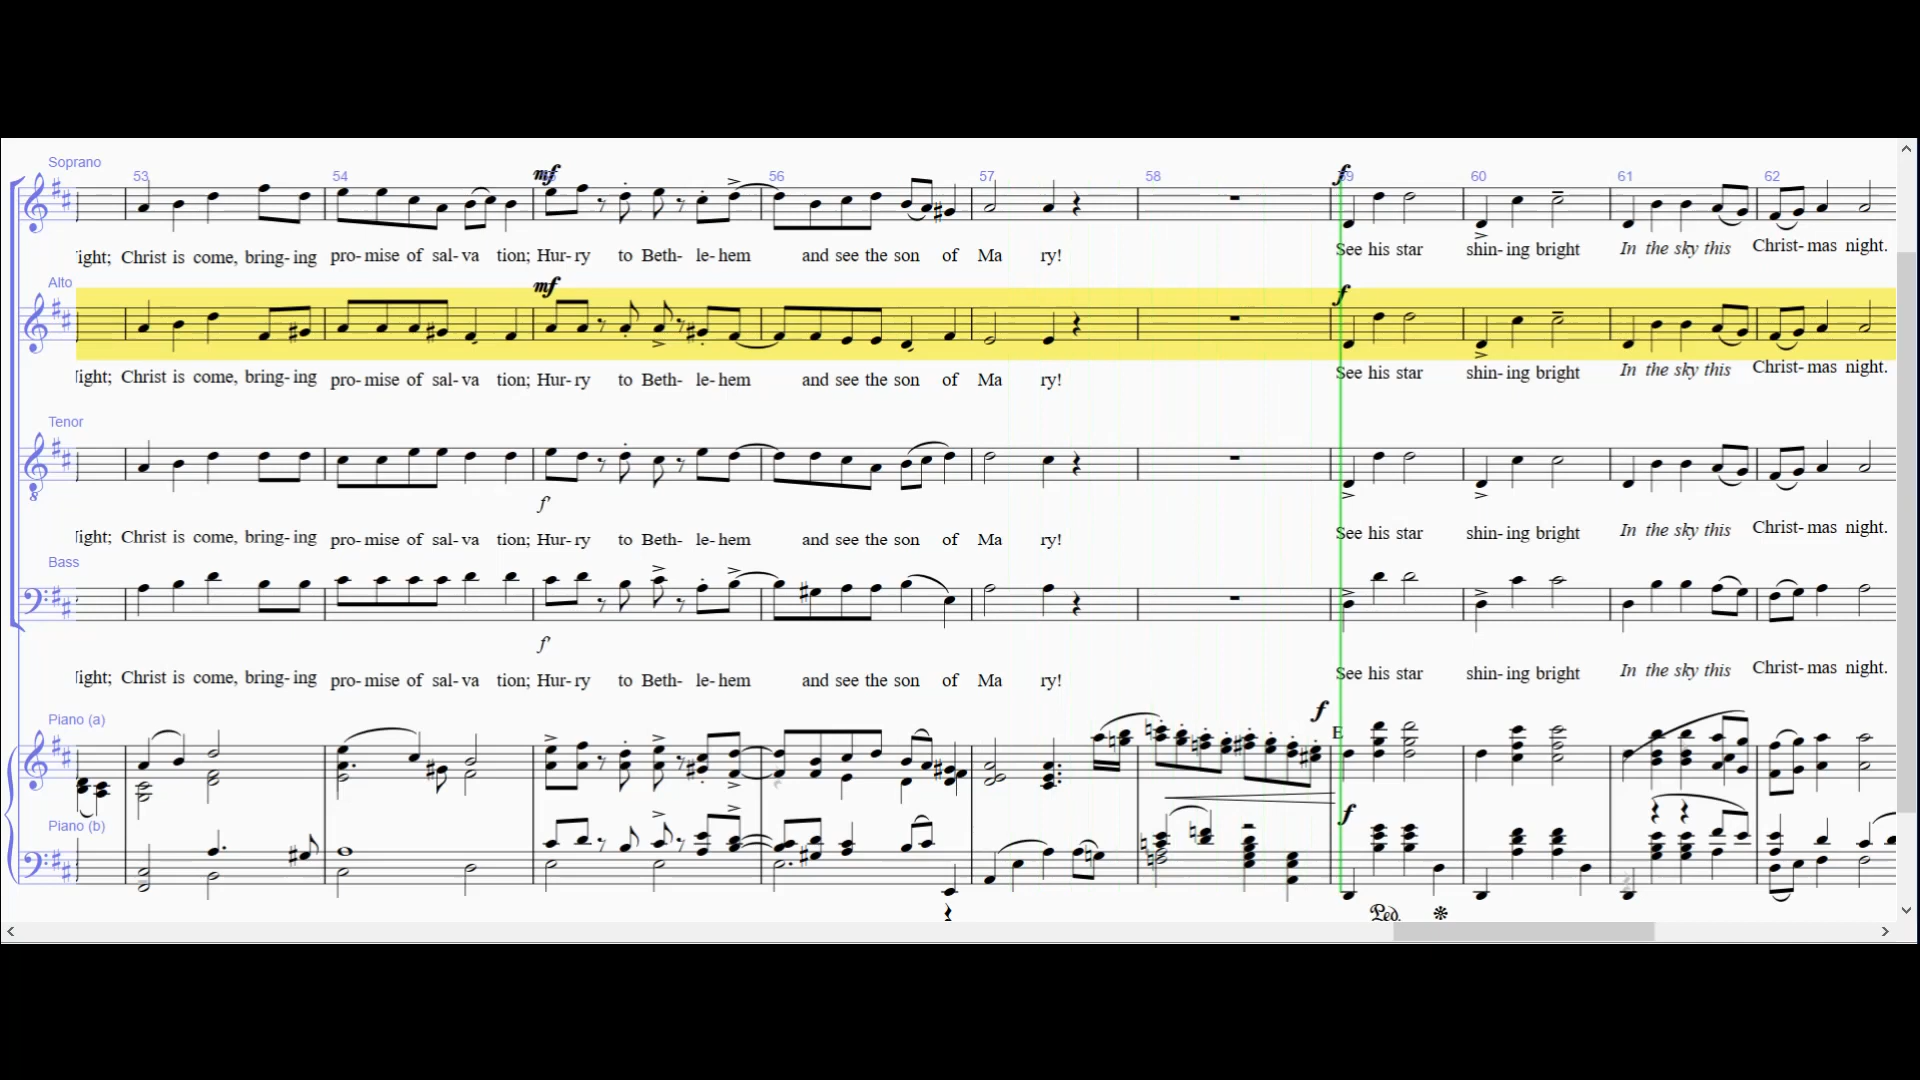 Soprano
53 54 55 56 57 58 59 60 61 62
mf f
ight; Christ is come, bring- ing pro- mise of sal- va tion; Hur- ry to Beth- le- hem and see the son of Ma ry! See his star shin- ing bright In the sky this Christ- mas night.
Alto
mf f
ight; Christ is come, bring- ing pro- mise of sal- va tion; Hur- ry to Beth- le- hem and see the son of Ma ry! See his star shin- ing bright In the sky this Christ- mas night.
Tenor
8
f
ight; Christ is come, bring- ing pro- mise of sal- va tion; Hur- ry to Beth- le- hem and see the son of Ma ry! See his star shin- ing bright In the sky this Christ- mas night.
Bass
f
ight; Christ is come, bring- ing pro- mise of sal- va tion; Hur- ry to Beth- le- hem and see the son of Ma ry! See his star shin- ing bright In the sky this Christ- mas night.
Piano (a)
f
E
Piano (b)
f
Ped.